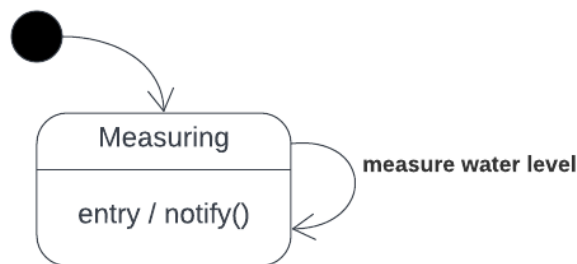 Measuring
measure water level
entry / notify()